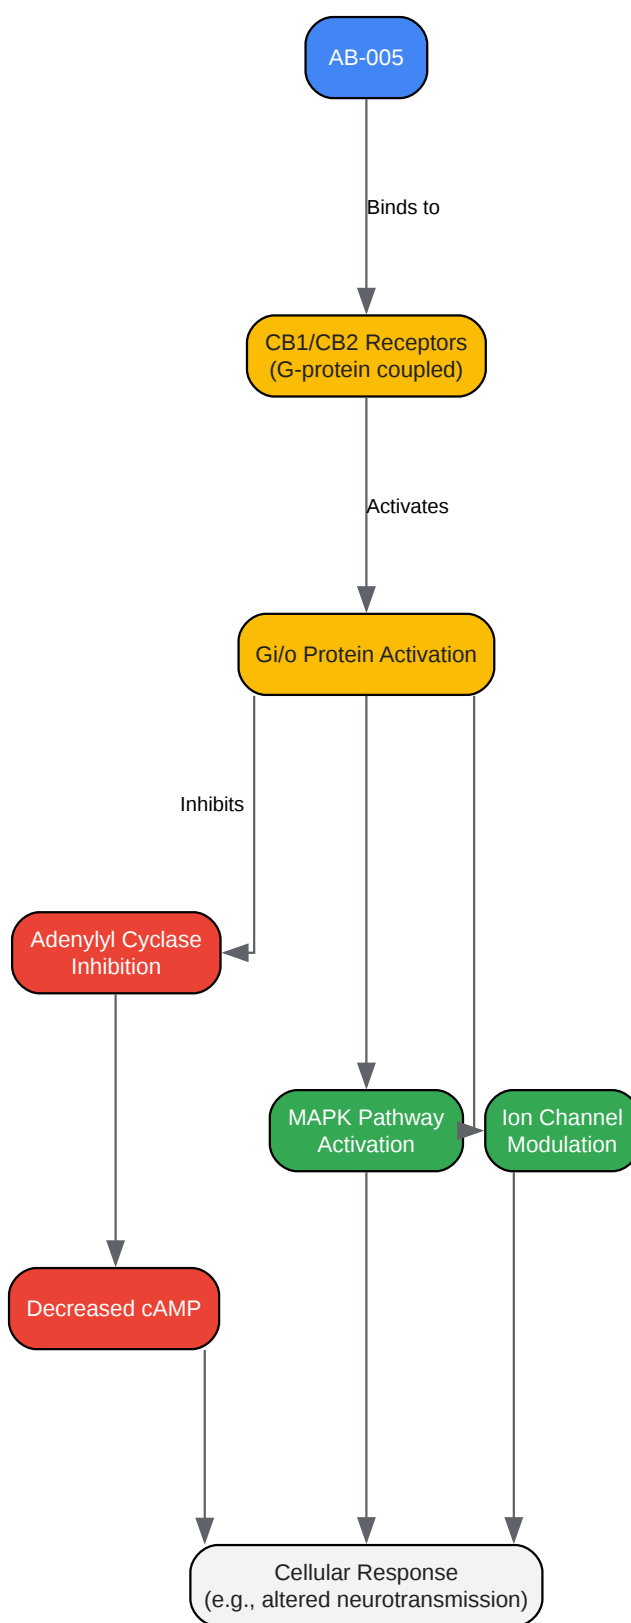 AB-005
Binds to
CB1/CB2 Receptors
(G-protein coupled)
Activates
Gi/o Protein Activation
Inhibits
Adenylyl Cyclase
Inhibition
MAPK Pathway
Activation
Ion Channel
Modulation
Decreased cAMP
Cellular Response
(e.g., altered neurotransmission)